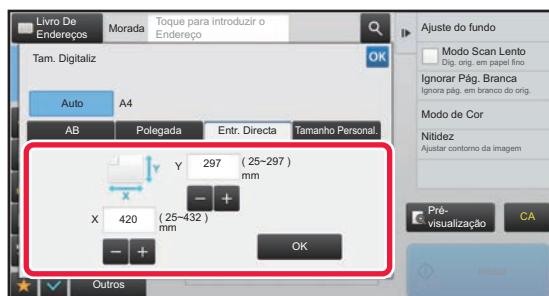 Livro De
Endereços
Morada
Toque para introduzir o
Endereço
Tam. Digitaliz
OK
Auto
A4
AB
Polegada
Entr. Directa
Tamanho Personal.
Y
X
Y
297
( 25~297 )
mm
X
420
( 25~432 )
mm
OK
Outros
Ajuste do fundo
Modo Scan Lento
Dig. orig. em papel fino
Ignorar Pág. Branca
Ignora pág. em branco do orig.
Modo de Cor
Nitidez
Ajustar contorno da imagem
Pré-
visualização
CA